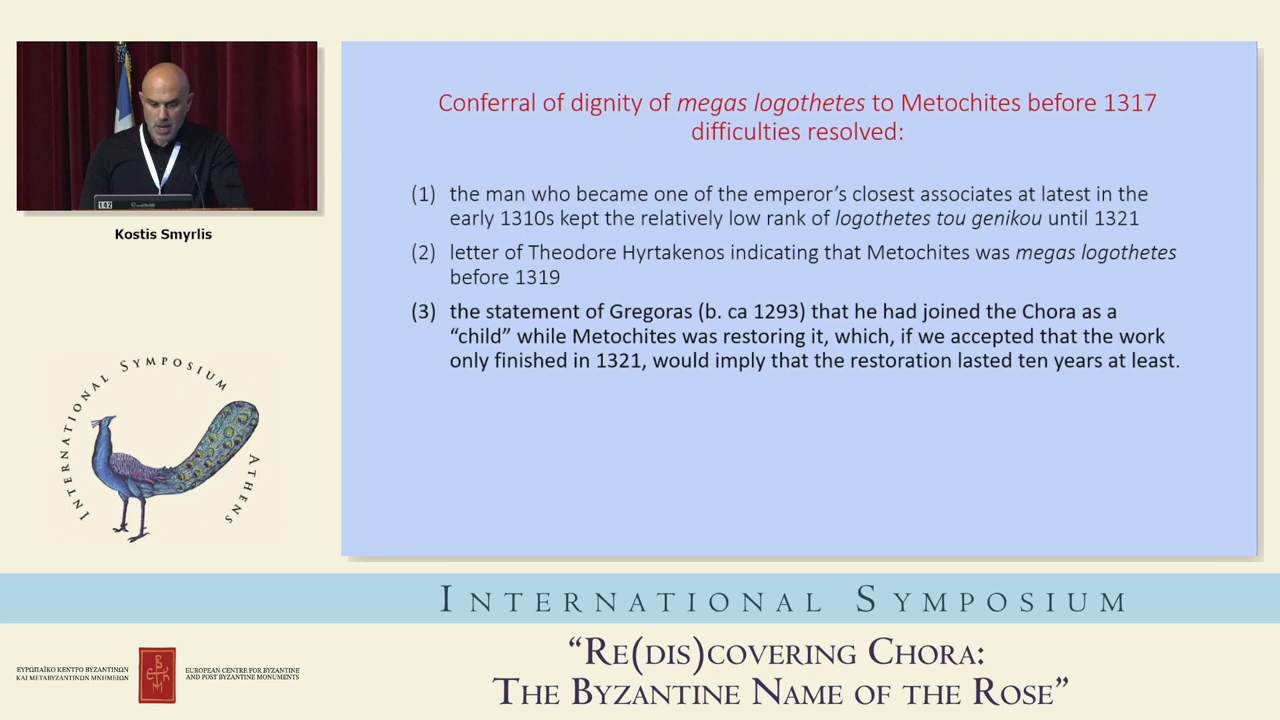 Conferral of dignity of megas logothetes to Metochites before 1317
difficulties resolved:
(1) the man who became one of the emperor’s closest associates at latest in the
early 1310s kept the relatively low rank of logothetes tou genikou until 1321
(2) letter of Theodore Hyrtakenos indicating that Metochites was megas logothetes
before 1319
(3) the statement of Gregoras (b. ca 1293) that he had joined the Chora as a
“child” while Metochites was restoring it, which, if we accepted that the work
only finished in 1321, would imply that the restoration lasted ten years at least.
142
Kostis Smyrlis
INTERNATIONAL SYMPOSIUM
ATHENS
INTERNATIONAL SYMPOSIUM
“RE(DIS)COVERING CHORA:
THE BYZANTINE NAME OF THE ROSE”
ΕΥΡΩΠΑΪΚΟ ΚΕΝΤΡΟ ΒΥΖΑΝΤΙΝΩΝ
ΚΑΙ ΜΕΤΑΒΥΖΑΝΤΙΝΩΝ ΜΝΗΜΕΙΩΝ
EUROPEAN CENTRE FOR BYZANTINE
AND POST BYZANTINE MONUMENTS